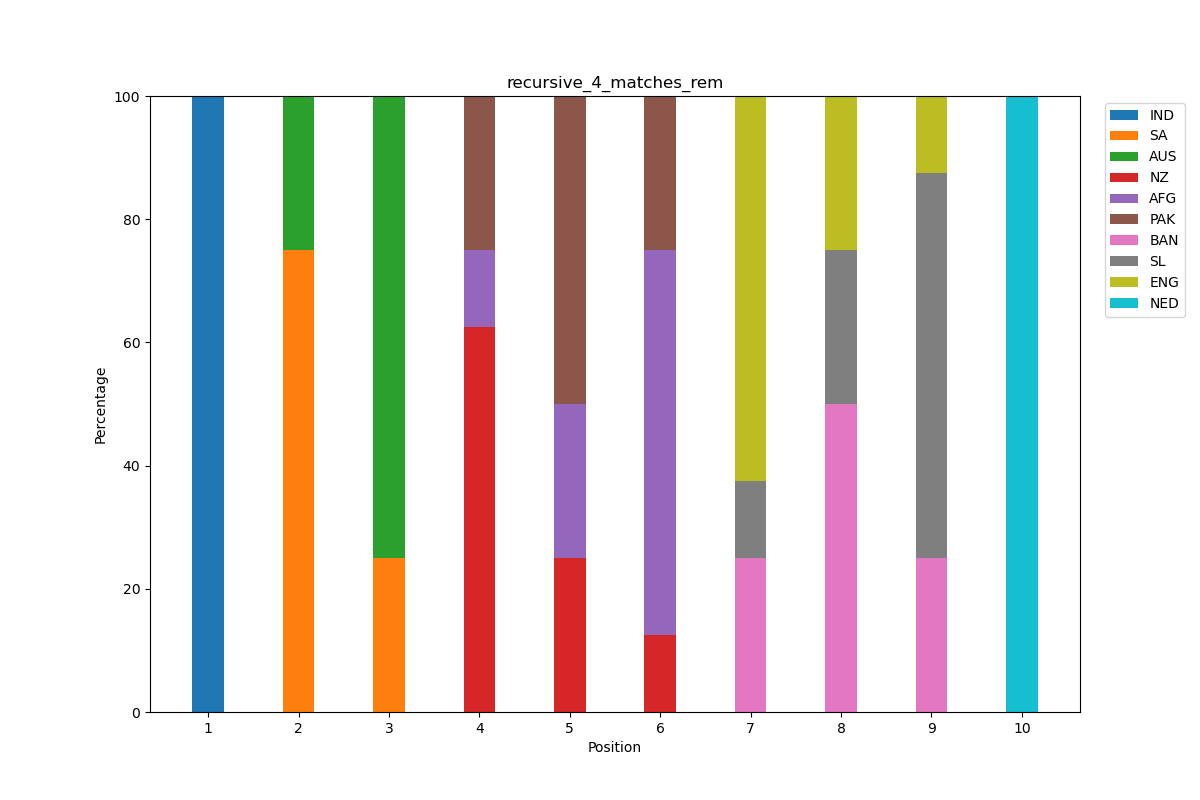 recursive_4_matches_rem
100
80
60
40
20
0
Percentage
1 2 3 4 5 6 7 8 9 10
Position
IND
SA
AUS
NZ
AFG
PAK
BAN
SL
ENG
NED